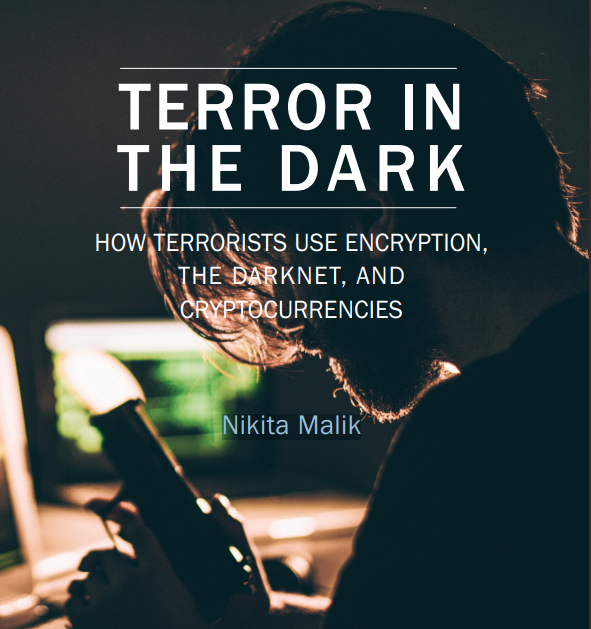 TERROR IN
THE DARK
HOW TERRORISTS USE ENCRYPTION,
THE DARKNET, AND
CRYPTOCURRENCIES
Nikita Malik